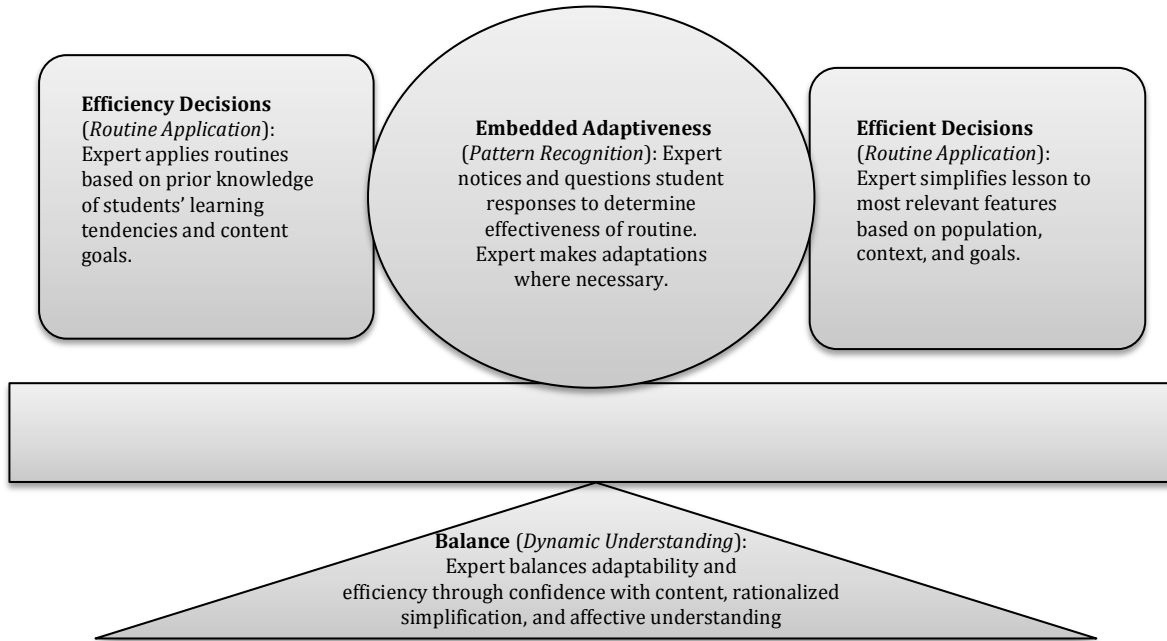 Efficiency Decisions
(Routine Application):
Expert applies routines
based on prior knowledge
of students’ learning
tendencies and content
goals.
Embedded Adaptiveness
(Pattern Recognition): Expert
notices and questions student
responses to determine
effectiveness of routine.
Expert makes adaptations
where necessary.
Efficient Decisions
(Routine Application):
Expert simplifies lesson to
most relevant features
based on population,
context, and goals.
Balance (Dynamic Understanding):
Expert balances adaptability and
efficiency through confidence with content, rationalized
simplification, and affective understanding